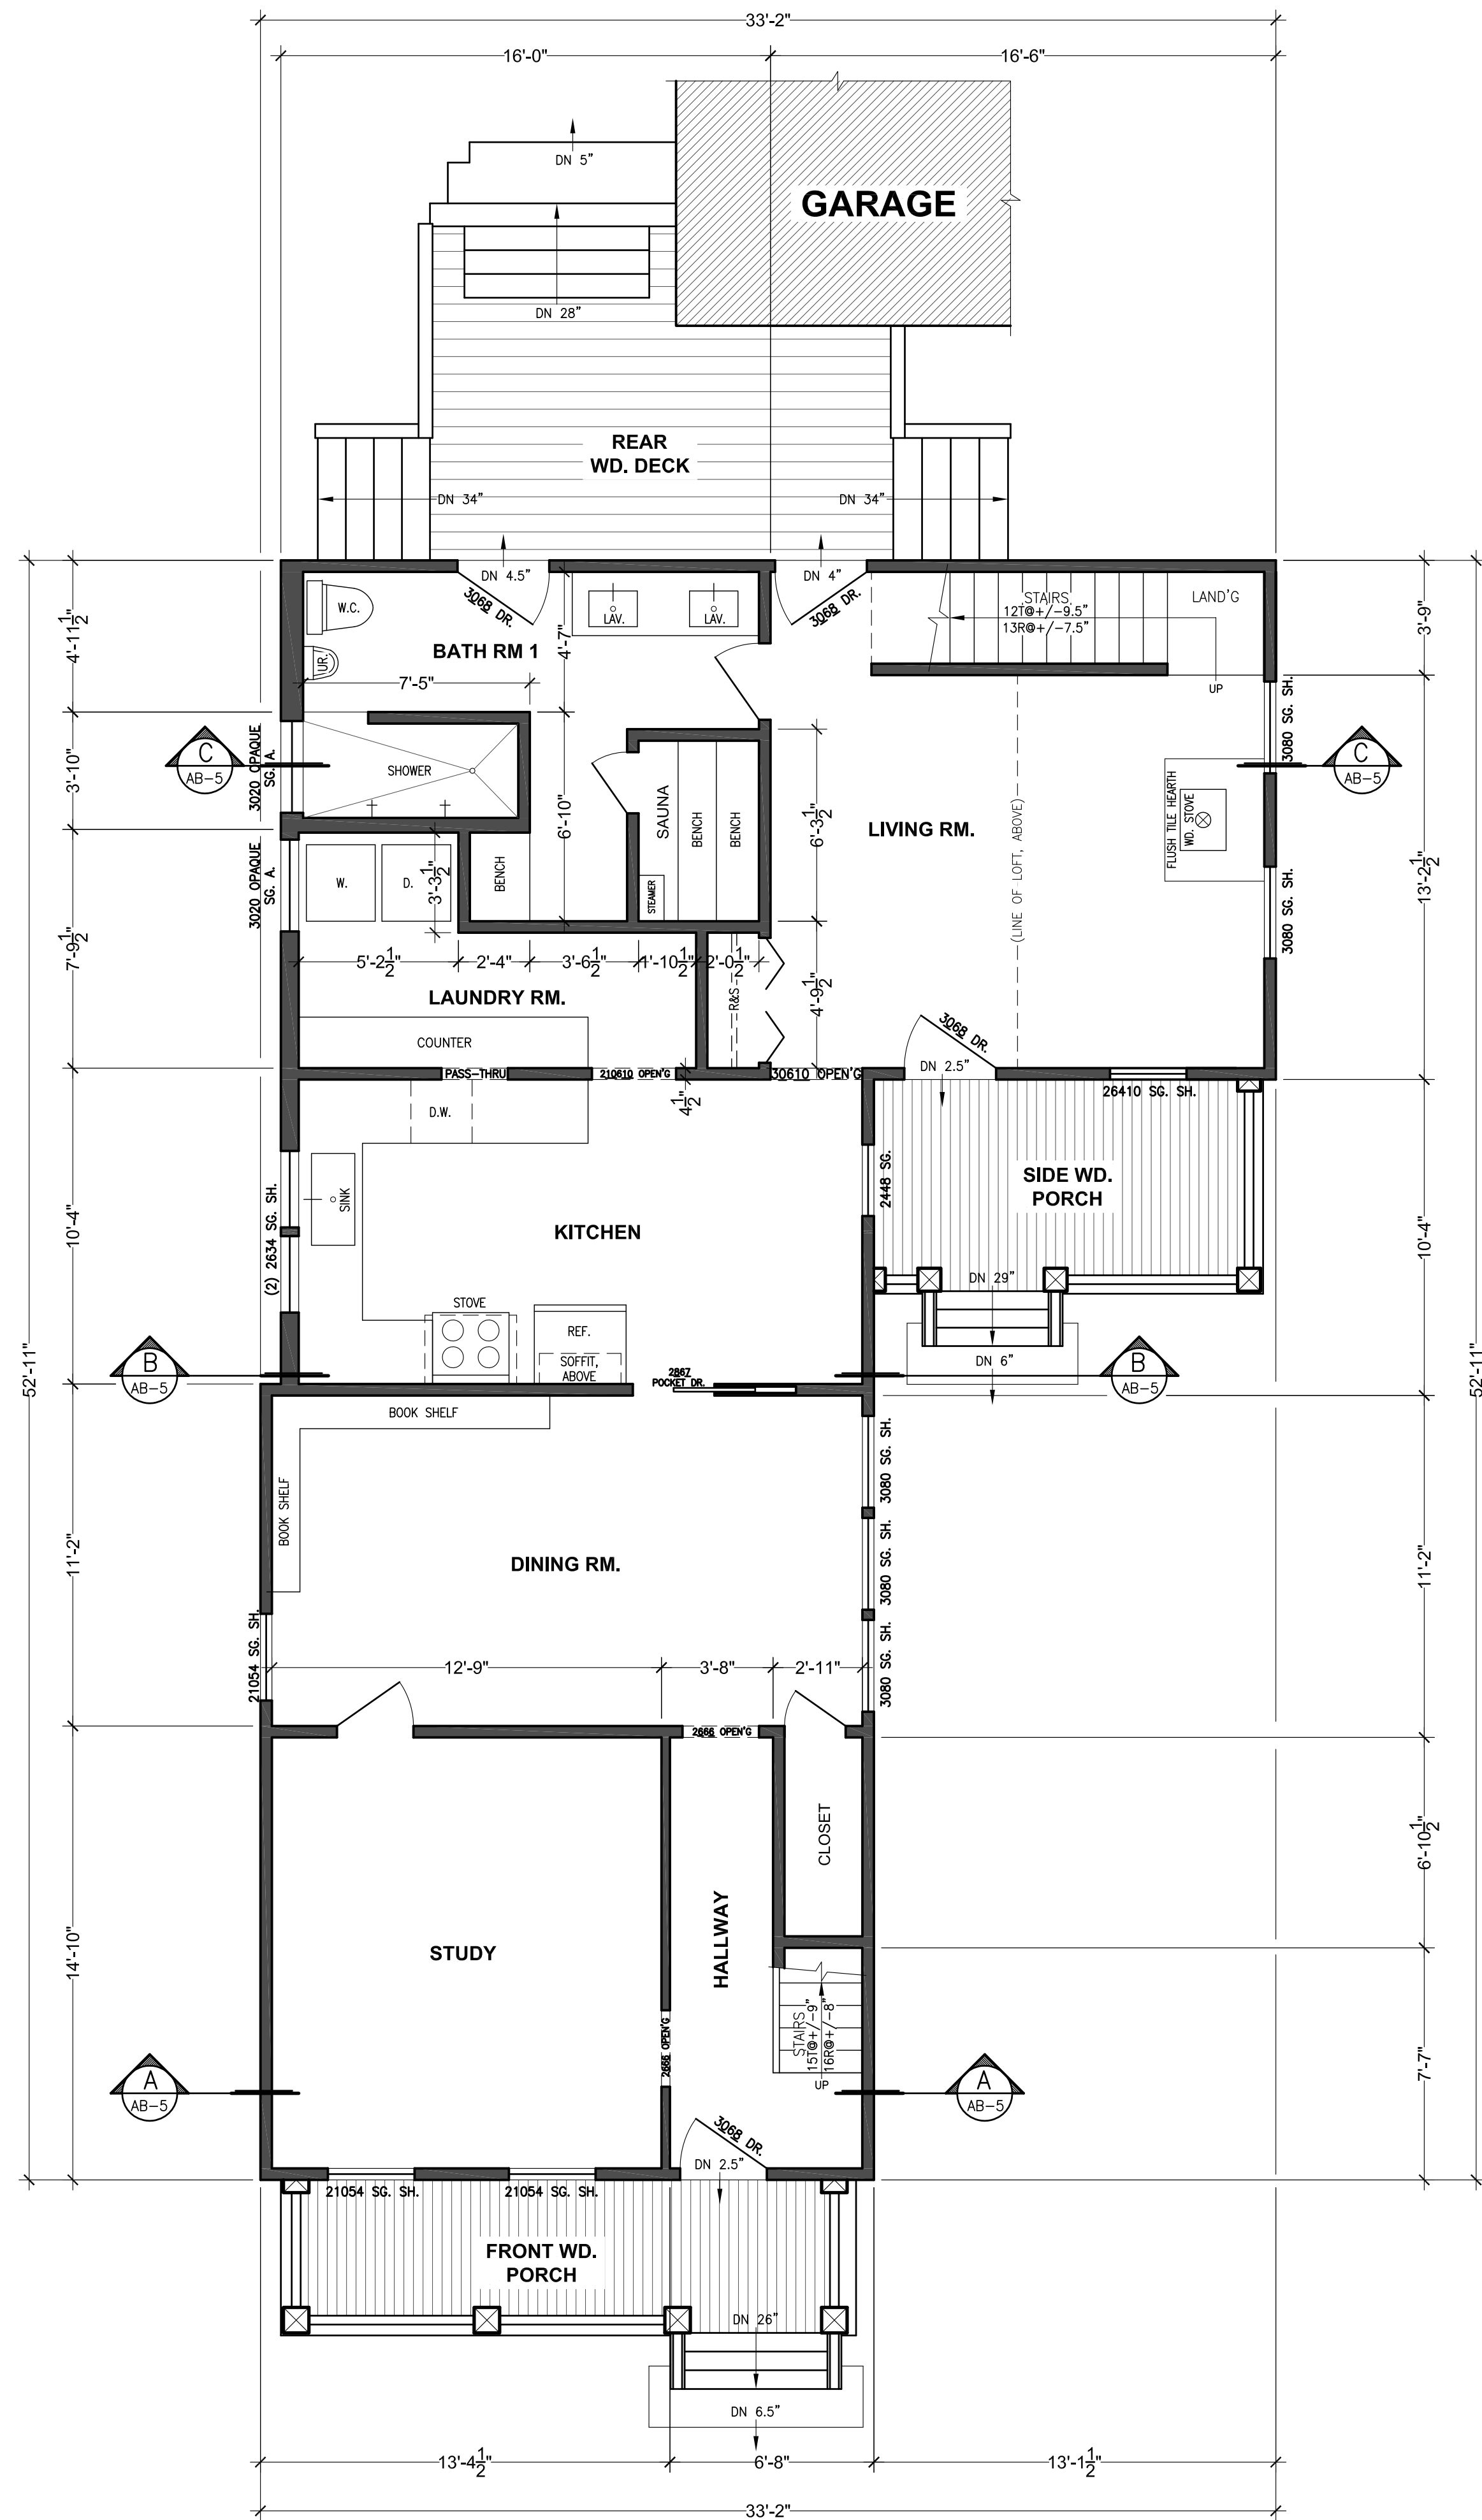 33'-2"
16'-0"
16'-6"
DN 5"
GARAGE
DN 28"
REAR
WD. DECK
DN 34"
DN 34"
DN 4.5"
DN 4"
3068 DR.
3068 DR.
W.C.
LAV.
LAV.
STAIRS
12T@+/-9.5"
13R@+/-7.5"
LAND'G
UP
UR.
BATH RM 1
4'-7"
7'-5"
4'-11 1/2"
3'-9"
3080 SG. SH.
C
AB-5
3020 OPAQUE
SG. A.
SHOWER
3'-10"
6'-10"
SAUNA
BENCH
BENCH
STEAMER
6'-3 1/2"
LIVING RM.
(LINE OF LOFT, ABOVE)
FLUSH TILE HEARTH
WD. STOVE
C
AB-5
13'-2 1/2"
3020 OPAQUE
SG. A.
W.
D.
3'-3 1/2"
BENCH
3080 SG. SH.
7'-9 1/2"
5'-2 1/2"
2'-4"
3'-6 1/2"
1'-10 1/2"
2'-0 1/2"
R&S
4'-9 1/2"
LAUNDRY RM.
COUNTER
3068 DR.
DN 2.5"
PASS-THRU
210610 OPEN'G
30610 OPEN'G
4 1/2"
26410 SG. SH.
D.W.
SINK
(2) 2634 SG. SH.
2448 SG.
SIDE WD.
PORCH
KITCHEN
10'-4"
10'-4"
DN 29"
STOVE
REF.
SOFFIT,
ABOVE
DN 6"
52'-11"
52'-11"
B
AB-5
B
AB-5
2867
POCKET DR.
BOOK SHELF
BOOK SHELF
3080 SG. SH.
3080 SG. SH.
3080 SG. SH.
11'-2"
11'-2"
DINING RM.
21054 SG. SH.
12'-9"
3'-8"
2'-11"
2666 OPEN'G
CLOSET
6'-10 1/2"
HALLWAY
STUDY
14'-10"
STAIRS
15T@+/-9"
16R@+/-8"
UP
2668 OPEN'G
7'-7"
A
AB-5
A
AB-5
3068 DR.
DN 2.5"
21054 SG. SH.
21054 SG. SH.
FRONT WD.
PORCH
DN 26"
DN 6.5"
13'-4 1/2"
6'-8"
13'-1 1/2"
33'-2"